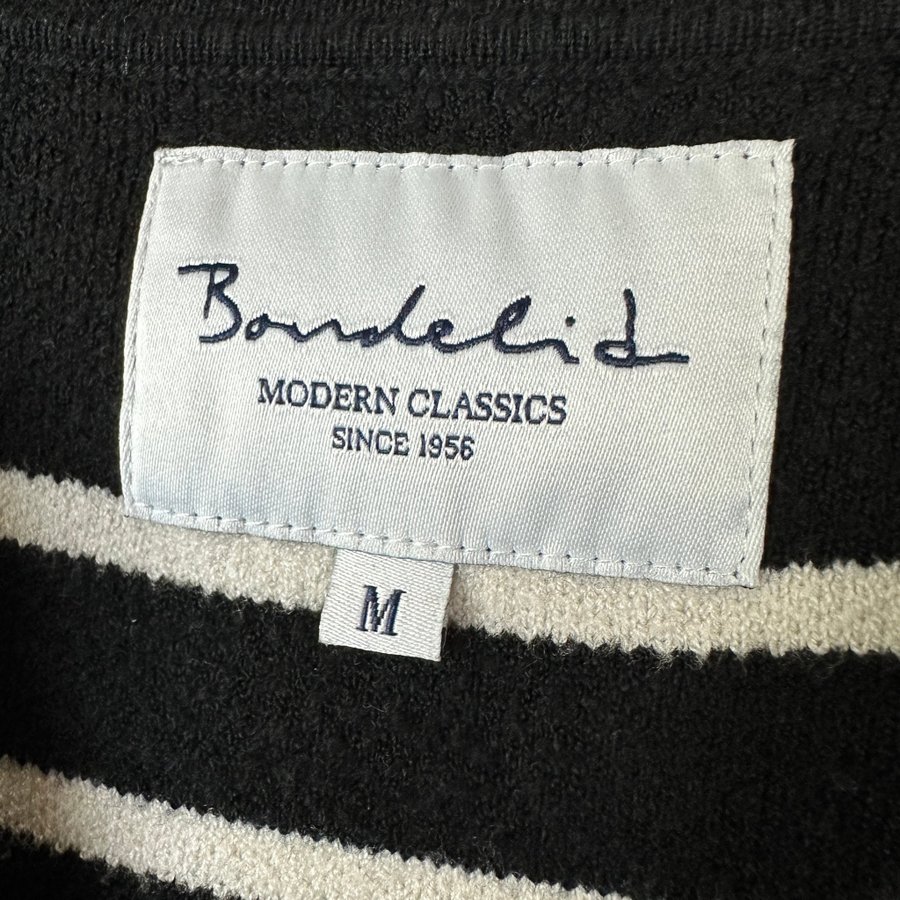 Bondelid
MODERN CLASSICS
SINCE 1956
M